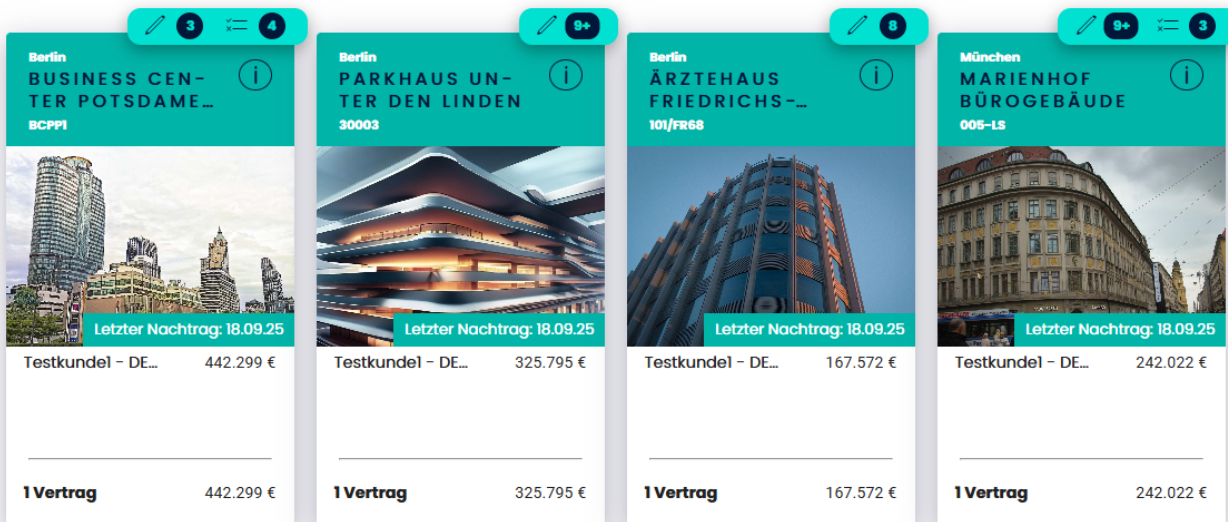 3 4
Berlin
BUSINESS CEN-
TER POTSDAME…
BCPP1
Letzter Nachtrag: 18.09.25
Testkunde1 - DE... 442.299 €
1 Vertrag 442.299 €
9+
Berlin
PARKHAUS UN-
TER DEN LINDEN
30003
Letzter Nachtrag: 18.09.25
Testkunde1 - DE... 325.795 €
1 Vertrag 325.795 €
8
Berlin
ÄRZTEHAUS
FRIEDRICHS-…
101/FR68
Letzter Nachtrag: 18.09.25
Testkunde1 - DE... 167.572 €
1 Vertrag 167.572 €
9+ 3
München
MARIENHOF
BÜROGEBÄUDE
005-LS
Letzter Nachtrag: 18.09.25
Testkunde1 - DE... 242.022 €
1 Vertrag 242.022 €